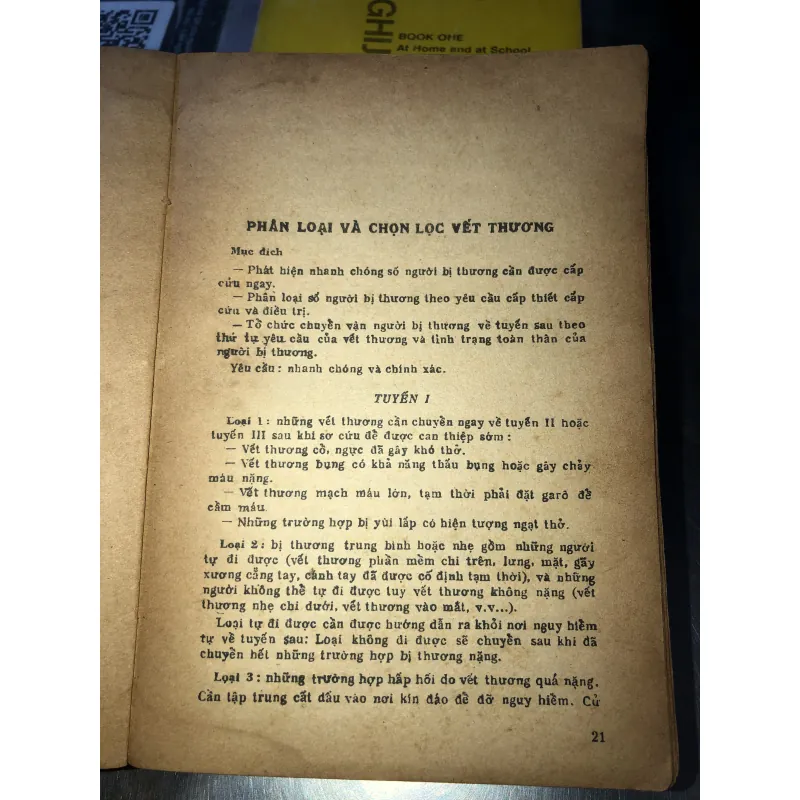 GHIJ
BOOK ONE
At Home and at School
PHÂN LOẠI VÀ CHỌN LỌC VẾT THƯƠNG
Mục đích
— Phát hiện nhanh chóng số người bị thương cần được cấp
cứu ngay.
— Phân loại số người bị thương theo yêu cầu cấp thiết cấp
cứu và điều trị.
— Tổ chức chuyển vận người bị thương về tuyến sau theo
thứ tự yêu cầu của vết thương và tình trạng toàn thân của
người bị thương.
Yêu cầu : nhanh chóng và chính xác.
TUYẾN I
Loại 1 : những vết thương cần chuyển ngay về tuyến II hoặc
tuyến III sau khi sơ cứu để được can thiệp sớm :
— Vết thương cổ, ngực đã gây khó thở.
— Vết thương bụng có khả năng thấu bụng hoặc gây chảy
máu nặng.
— Vết thương mạch máu lớn, tạm thời phải đặt garô để
cầm máu.
— Những trường hợp bị vùi lấp có hiện tượng ngạt thở.
Loại 2 : bị thương trung bình hoặc nhẹ gồm những người
tự đi được (vết thương phần mềm chi trên, lưng, mặt, gãy
xương cẳng tay, cánh tay đã được cố định tạm thời), và những
người không thể tự đi được tuy vết thương không nặng (vết
thương nhẹ chi dưới, vết thương vào mắt, v.v...).
Loại tự đi được cần được hướng dẫn ra khỏi nơi nguy hiểm
tự về tuyến sau: Loại không đi được sẽ chuyển sau khi đã
chuyển hết những trường hợp bị thương nặng.
Loại 3 : những trường hợp hấp hối do vết thương quá nặng.
Cần tập trung cất dấu vào nơi kín đáo để đỡ nguy hiểm. Cử
21